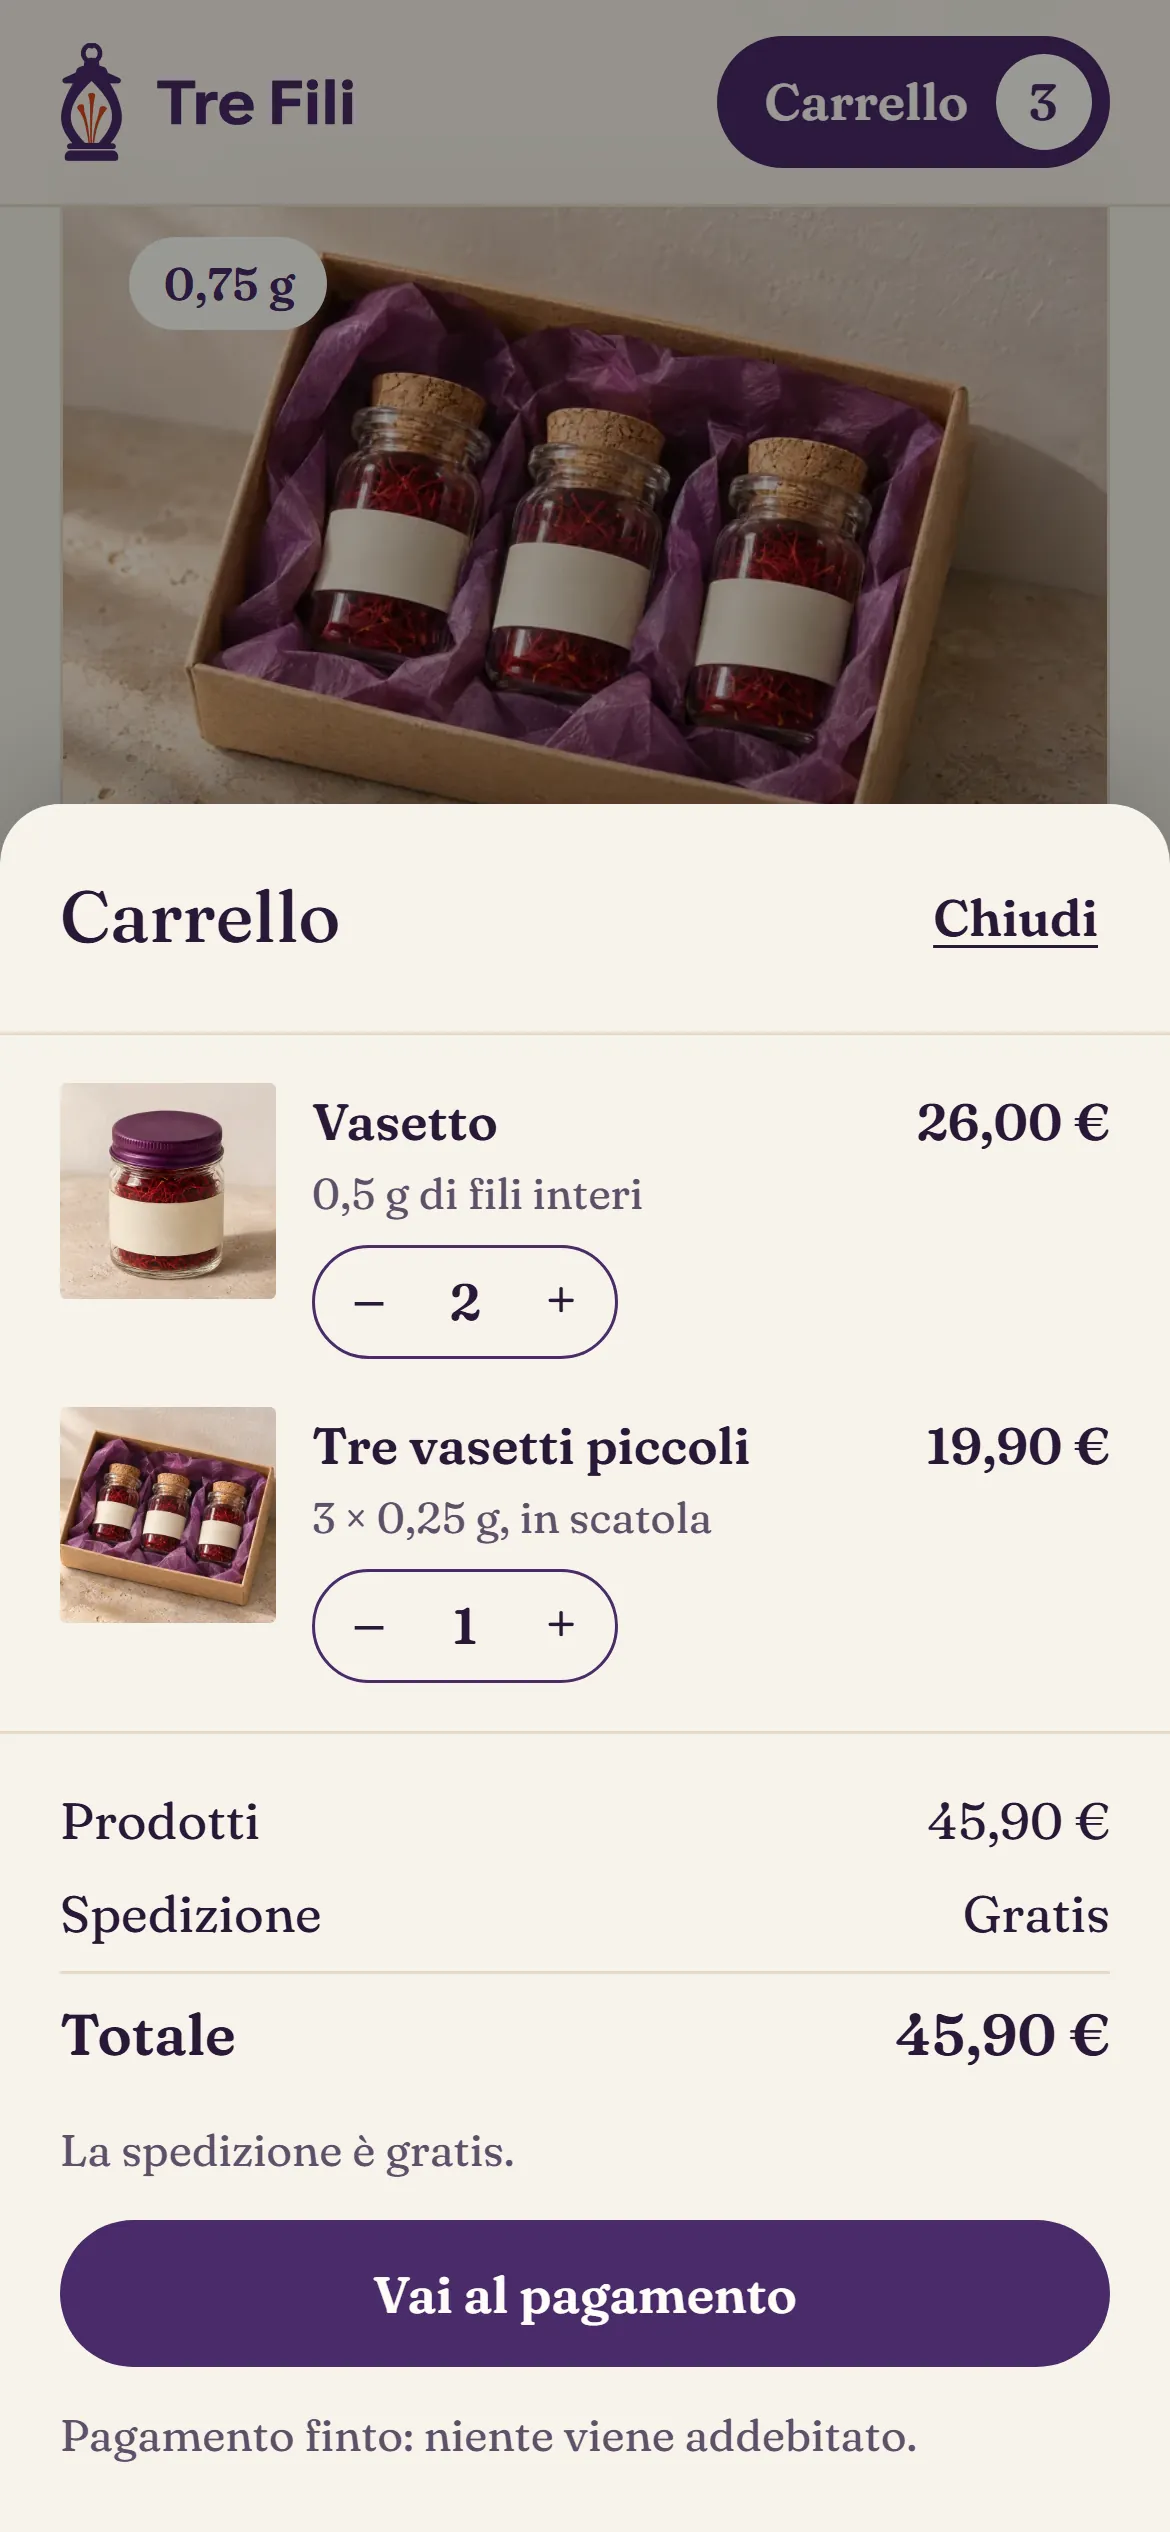 Tre Fili
Carrello 3
0,75 g
Carrello
Chiudi
Vasetto 26,00 €
0,5 g di fili interi
– 2 +
Tre vasetti piccoli 19,90 €
3 × 0,25 g, in scatola
– 1 +
Prodotti 45,90 €
Spedizione Gratis
Totale 45,90 €
La spedizione è gratis.
Vai al pagamento
Pagamento finto: niente viene addebitato.